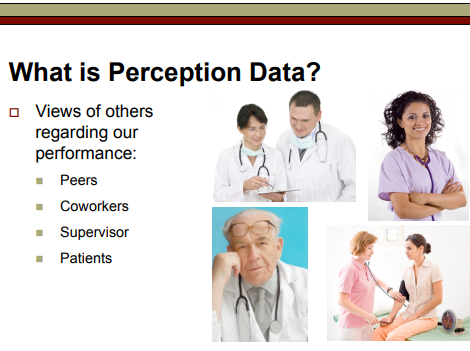 What is Perception Data?
Views of others
regarding our
performance:
Peers
Coworkers
Supervisor
Patients